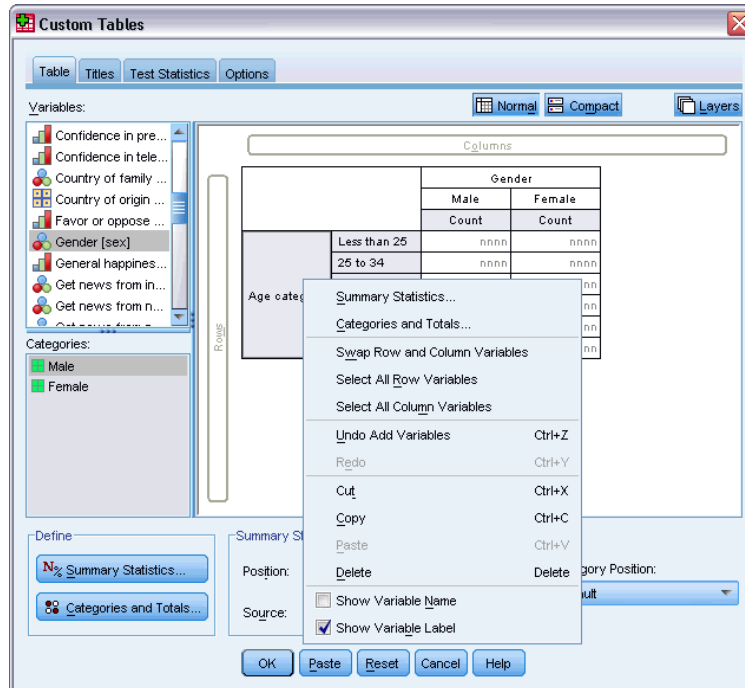 Custom Tables
Table Titles Test Statistics Options
Variables:
Normal Compact Layers
Confidence in pre...
Confidence in tele...
Country of family ...
Country of origin ...
Favor or oppose ...
Gender [sex]
General happines...
Get news from in...
Get news from n...
Categories:
Male
Female
Columns
Rows
Gender
Male Female
Count Count
Less than 25 nnnn nnnn
25 to 34 nnnn nnnn
Age categ
nn
nn
nn
nn
Summary Statistics...
Categories and Totals...
Swap Row and Column Variables
Select All Row Variables
Select All Column Variables
Undo Add Variables Ctrl+Z
Redo Ctrl+Y
Cut Ctrl+X
Copy Ctrl+C
Paste Ctrl+V
Delete Delete
Show Variable Name
Show Variable Label
Define
N% Summary Statistics...
Categories and Totals...
Summary St
Position:
Source:
gory Position:
ult
OK Paste Reset Cancel Help